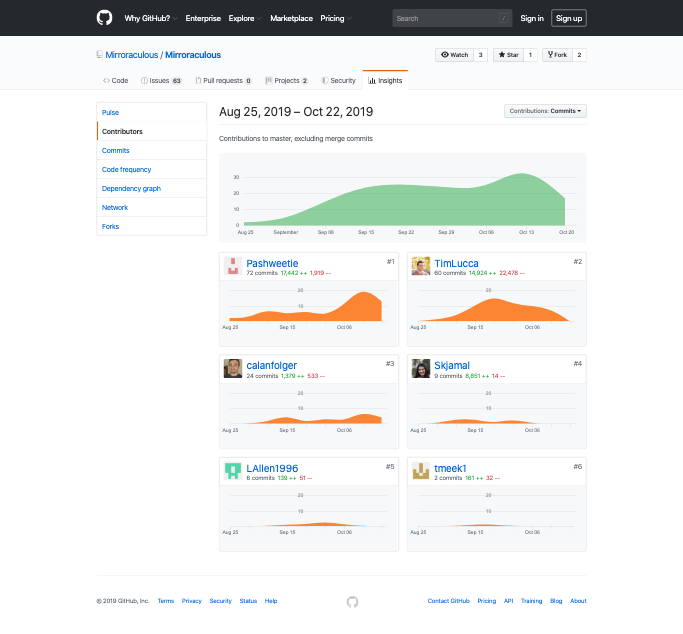 Why GitHub? Enterprise Explore Marketplace Pricing Search / Sign in Sign up
Mirroraculous / Mirroraculous Watch 3 Star 1 Fork 2
Code Issues 63 Pull requests 0 Projects 2 Security Insights
Pulse
Contributors
Commits
Code frequency
Dependency graph
Network
Forks
Aug 25, 2019 – Oct 22, 2019 Contributions: Commits
Contributions to master, excluding merge commits
30
20
10
0
Aug 25 September Sep 08 Sep 15 Sep 22 Sep 29 Oct 06 Oct 13 Oct 20
Pashweetie #1
72 commits 17,442 ++ 1,919 --
20
10
Aug 25 Sep 15 Oct 06
TimLucca #2
60 commits 14,924 ++ 22,478 --
20
10
Aug 25 Sep 15 Oct 06
calanfolger #3
24 commits 1,379 ++ 533 --
20
10
Aug 25 Sep 15 Oct 06
Skjamal #4
9 commits 8,851 ++ 14 --
20
10
Aug 25 Sep 15 Oct 06
LAllen1996 #5
6 commits 139 ++ 51 --
20
10
Aug 25 Sep 15 Oct 06
tmeek1 #6
2 commits 161 ++ 32 --
20
10
Aug 25 Sep 15 Oct 06
© 2019 GitHub, Inc. Terms Privacy Security Status Help Contact GitHub Pricing API Training Blog About